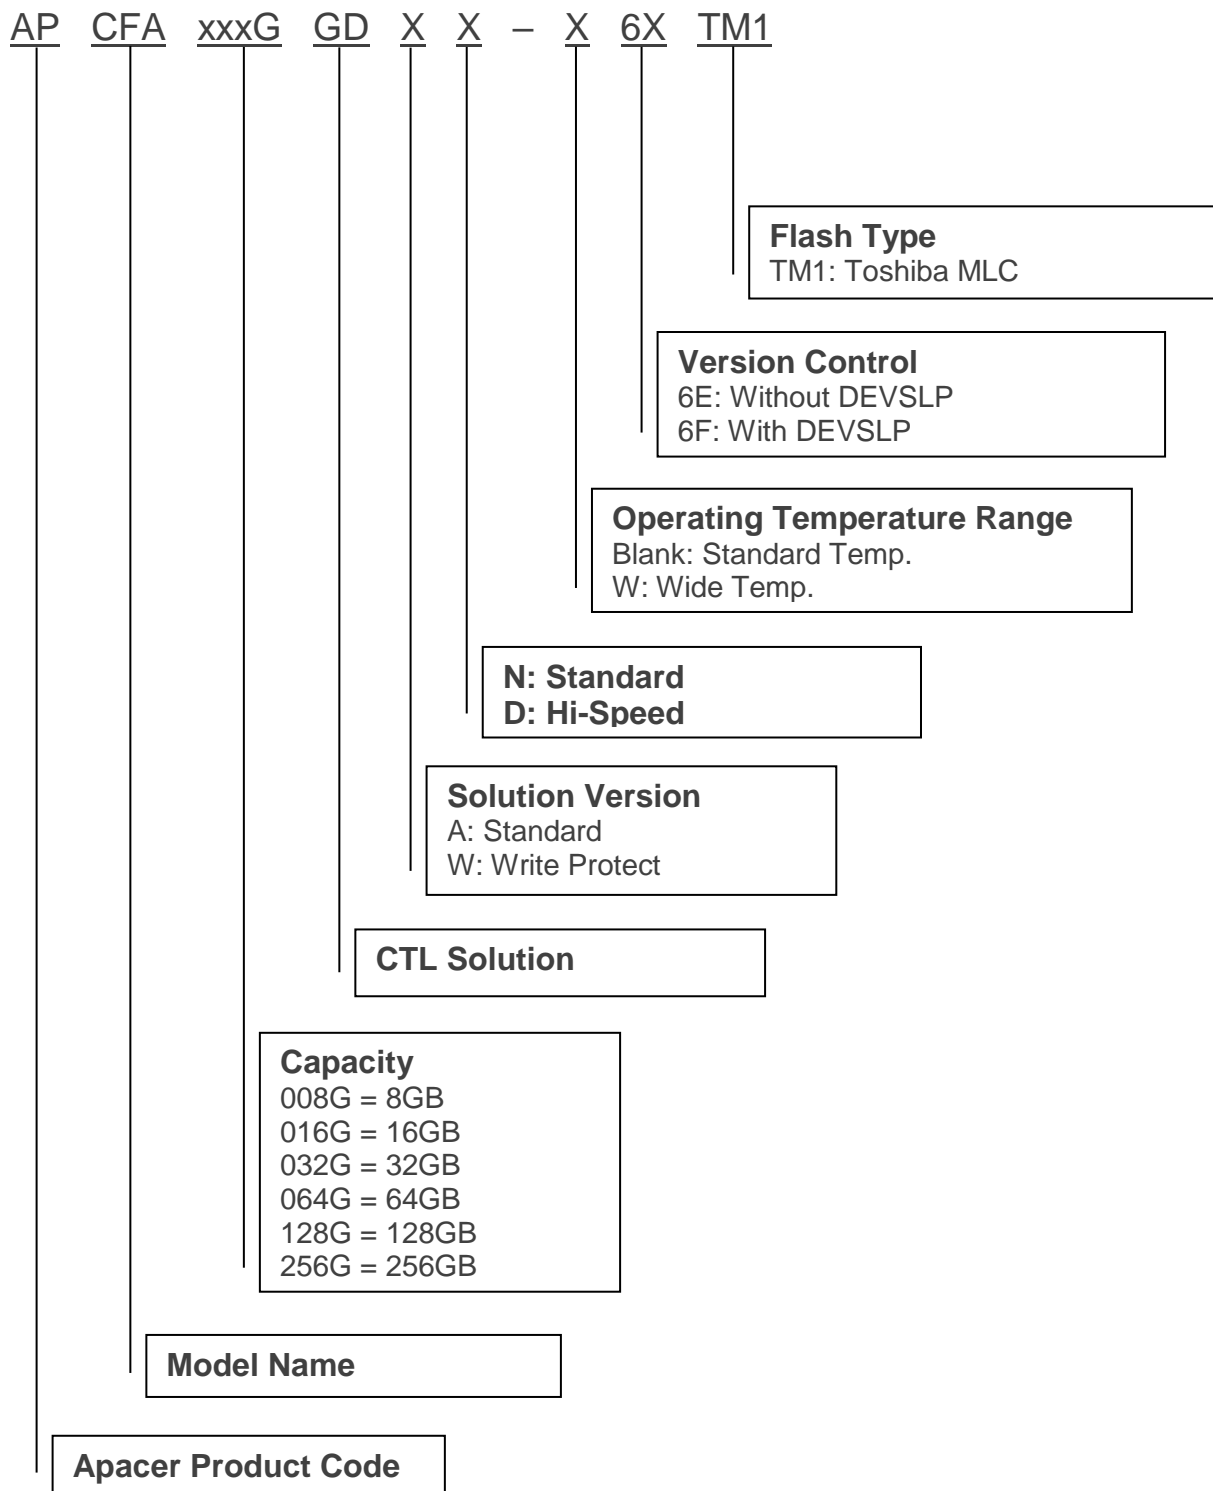 AP CFA xxxG GD X X – X 6X TM1
Flash Type
TM1: Toshiba MLC
Version Control
6E: Without DEVSLP
6F: With DEVSLP
Operating Temperature Range
Blank: Standard Temp.
W: Wide Temp.
N: Standard
D: Hi-Speed
Solution Version
A: Standard
W: Write Protect
CTL Solution
Capacity
008G = 8GB
016G = 16GB
032G = 32GB
064G = 64GB
128G = 128GB
256G = 256GB
Model Name
Apacer Product Code